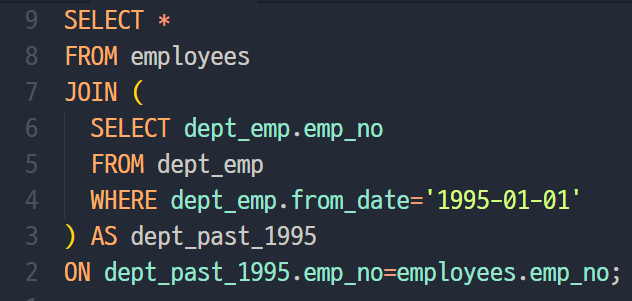 9 SELECT *
8 FROM employees
7 JOIN (
6 SELECT dept_emp.emp_no
5 FROM dept_emp
4 WHERE dept_emp.from_date='1995-01-01'
3 ) AS dept_past_1995
2 ON dept_past_1995.emp_no=employees.emp_no;